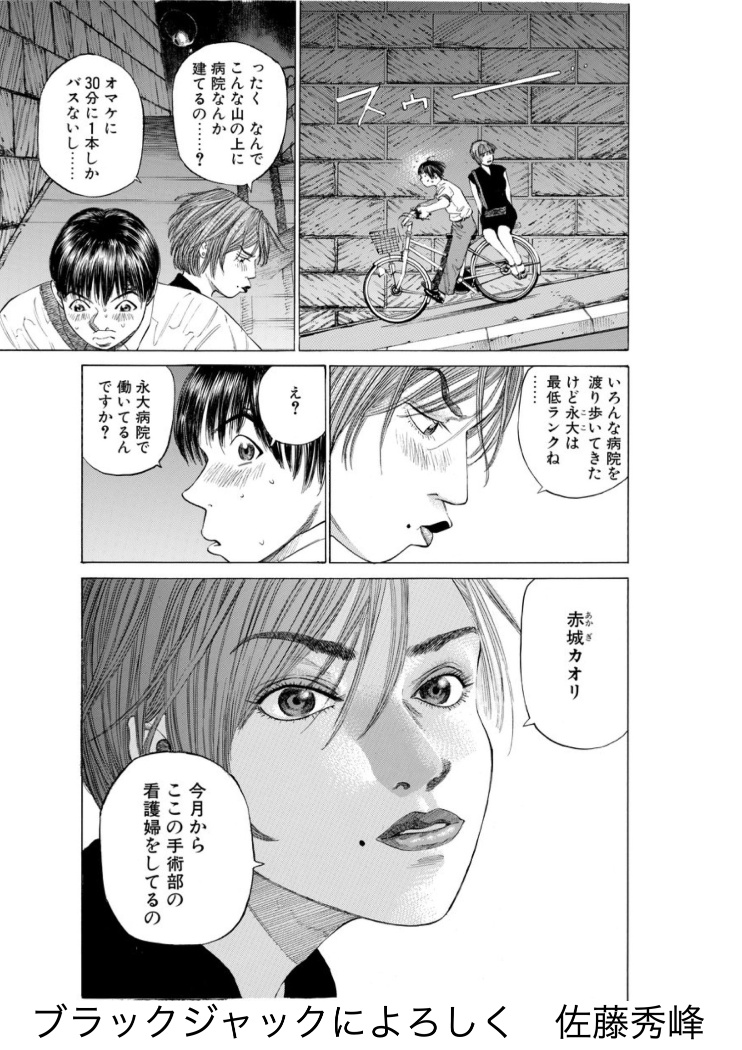 スゥーーー
ったく なんで
こんな山の上に
病院なんか
建てるの……?
オマケに
30分に1本しか
バスないし……
いろんな病院を
渡り歩いてきた
けど永大は
ここ
最低ランクね
……
え?
永大病院で
働いてるん
ですか?
赤城カオリ
あかぎ
今月から
ここの手術部の
看護婦をしてるの
ブラックジャックによろしく 佐藤秀峰